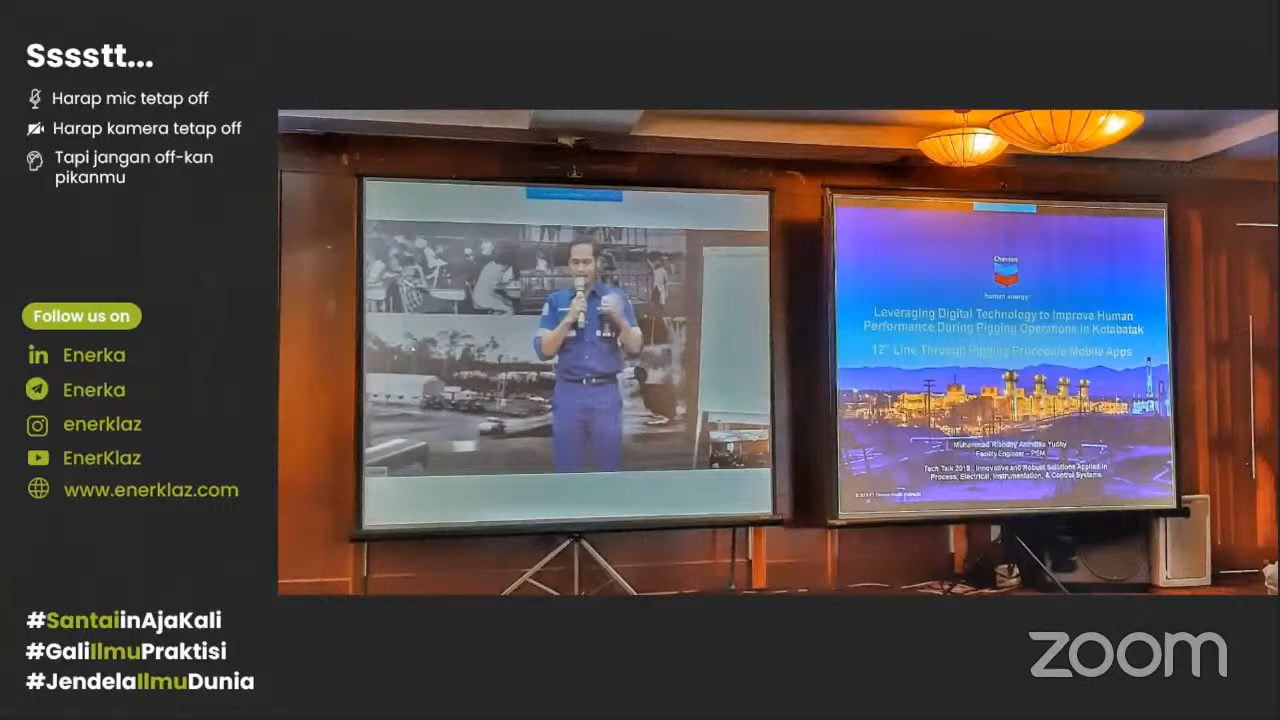 Sssstt...
Harap mic tetap off
Harap kamera tetap off
Tapi jangan off-kan
pikanmu
Follow us on
Enerka
Enerka
enerklaz
EnerKlaz
www.enerklaz.com
#SantaiinAjaKali
#GaliIlmuPraktisi
#JendelaIlmuDunia
Chevron
human energy
Leveraging Digital Technology to Improve Human
Performance During Pigging Operations in Kotabatak
12" Line Through Pigging Procedure Mobile Apps
Muhammad
Facility Engineer – PSM
Tech Talk 2019: Innovative and Robust Solutions Applied in
Process, Electrical, Instrumentation, & Control Systems
zoom